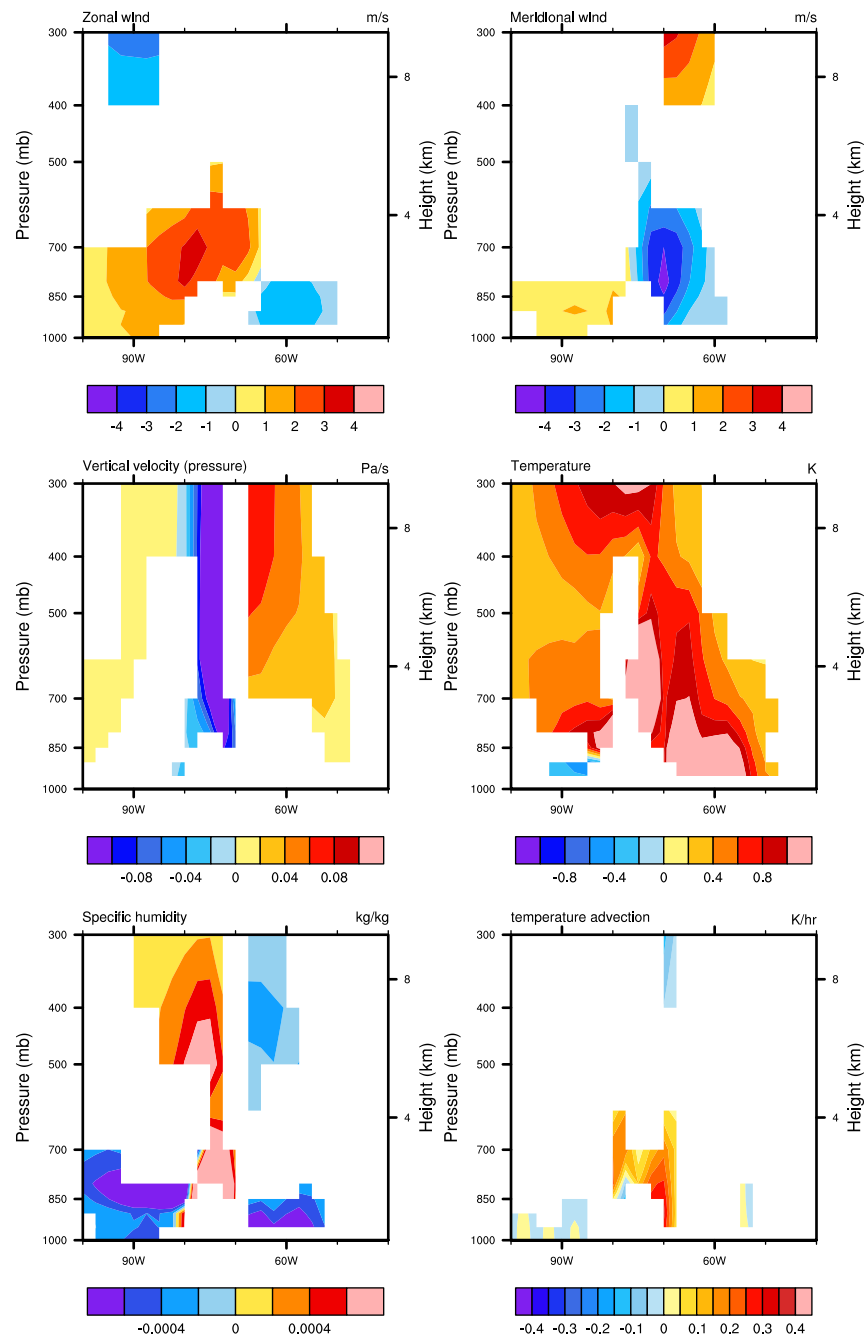 Zonal wind m/s
300
400
500
700
850
1000
Pressure (mb)
8
4
Height (km)
90W 60W
-4 -3 -2 -1 0 1 2 3 4
Meridional wind m/s
300
400
500
700
850
1000
Pressure (mb)
8
4
Height (km)
90W 60W
-4 -3 -2 -1 0 1 2 3 4
Vertical velocity (pressure) Pa/s
300
400
500
700
850
1000
Pressure (mb)
8
4
Height (km)
90W 60W
-0.08 -0.04 0 0.04 0.08
Temperature K
300
400
500
700
850
1000
Pressure (mb)
8
4
Height (km)
90W 60W
-0.8 -0.4 0 0.4 0.8
Specific humidity kg/kg
300
400
500
700
850
1000
Pressure (mb)
8
4
Height (km)
90W 60W
-0.0004 0 0.0004
temperature advection K/hr
300
400
500
700
850
1000
Pressure (mb)
8
4
Height (km)
90W 60W
-0.4 -0.3 -0.2 -0.1 0 0.1 0.2 0.3 0.4